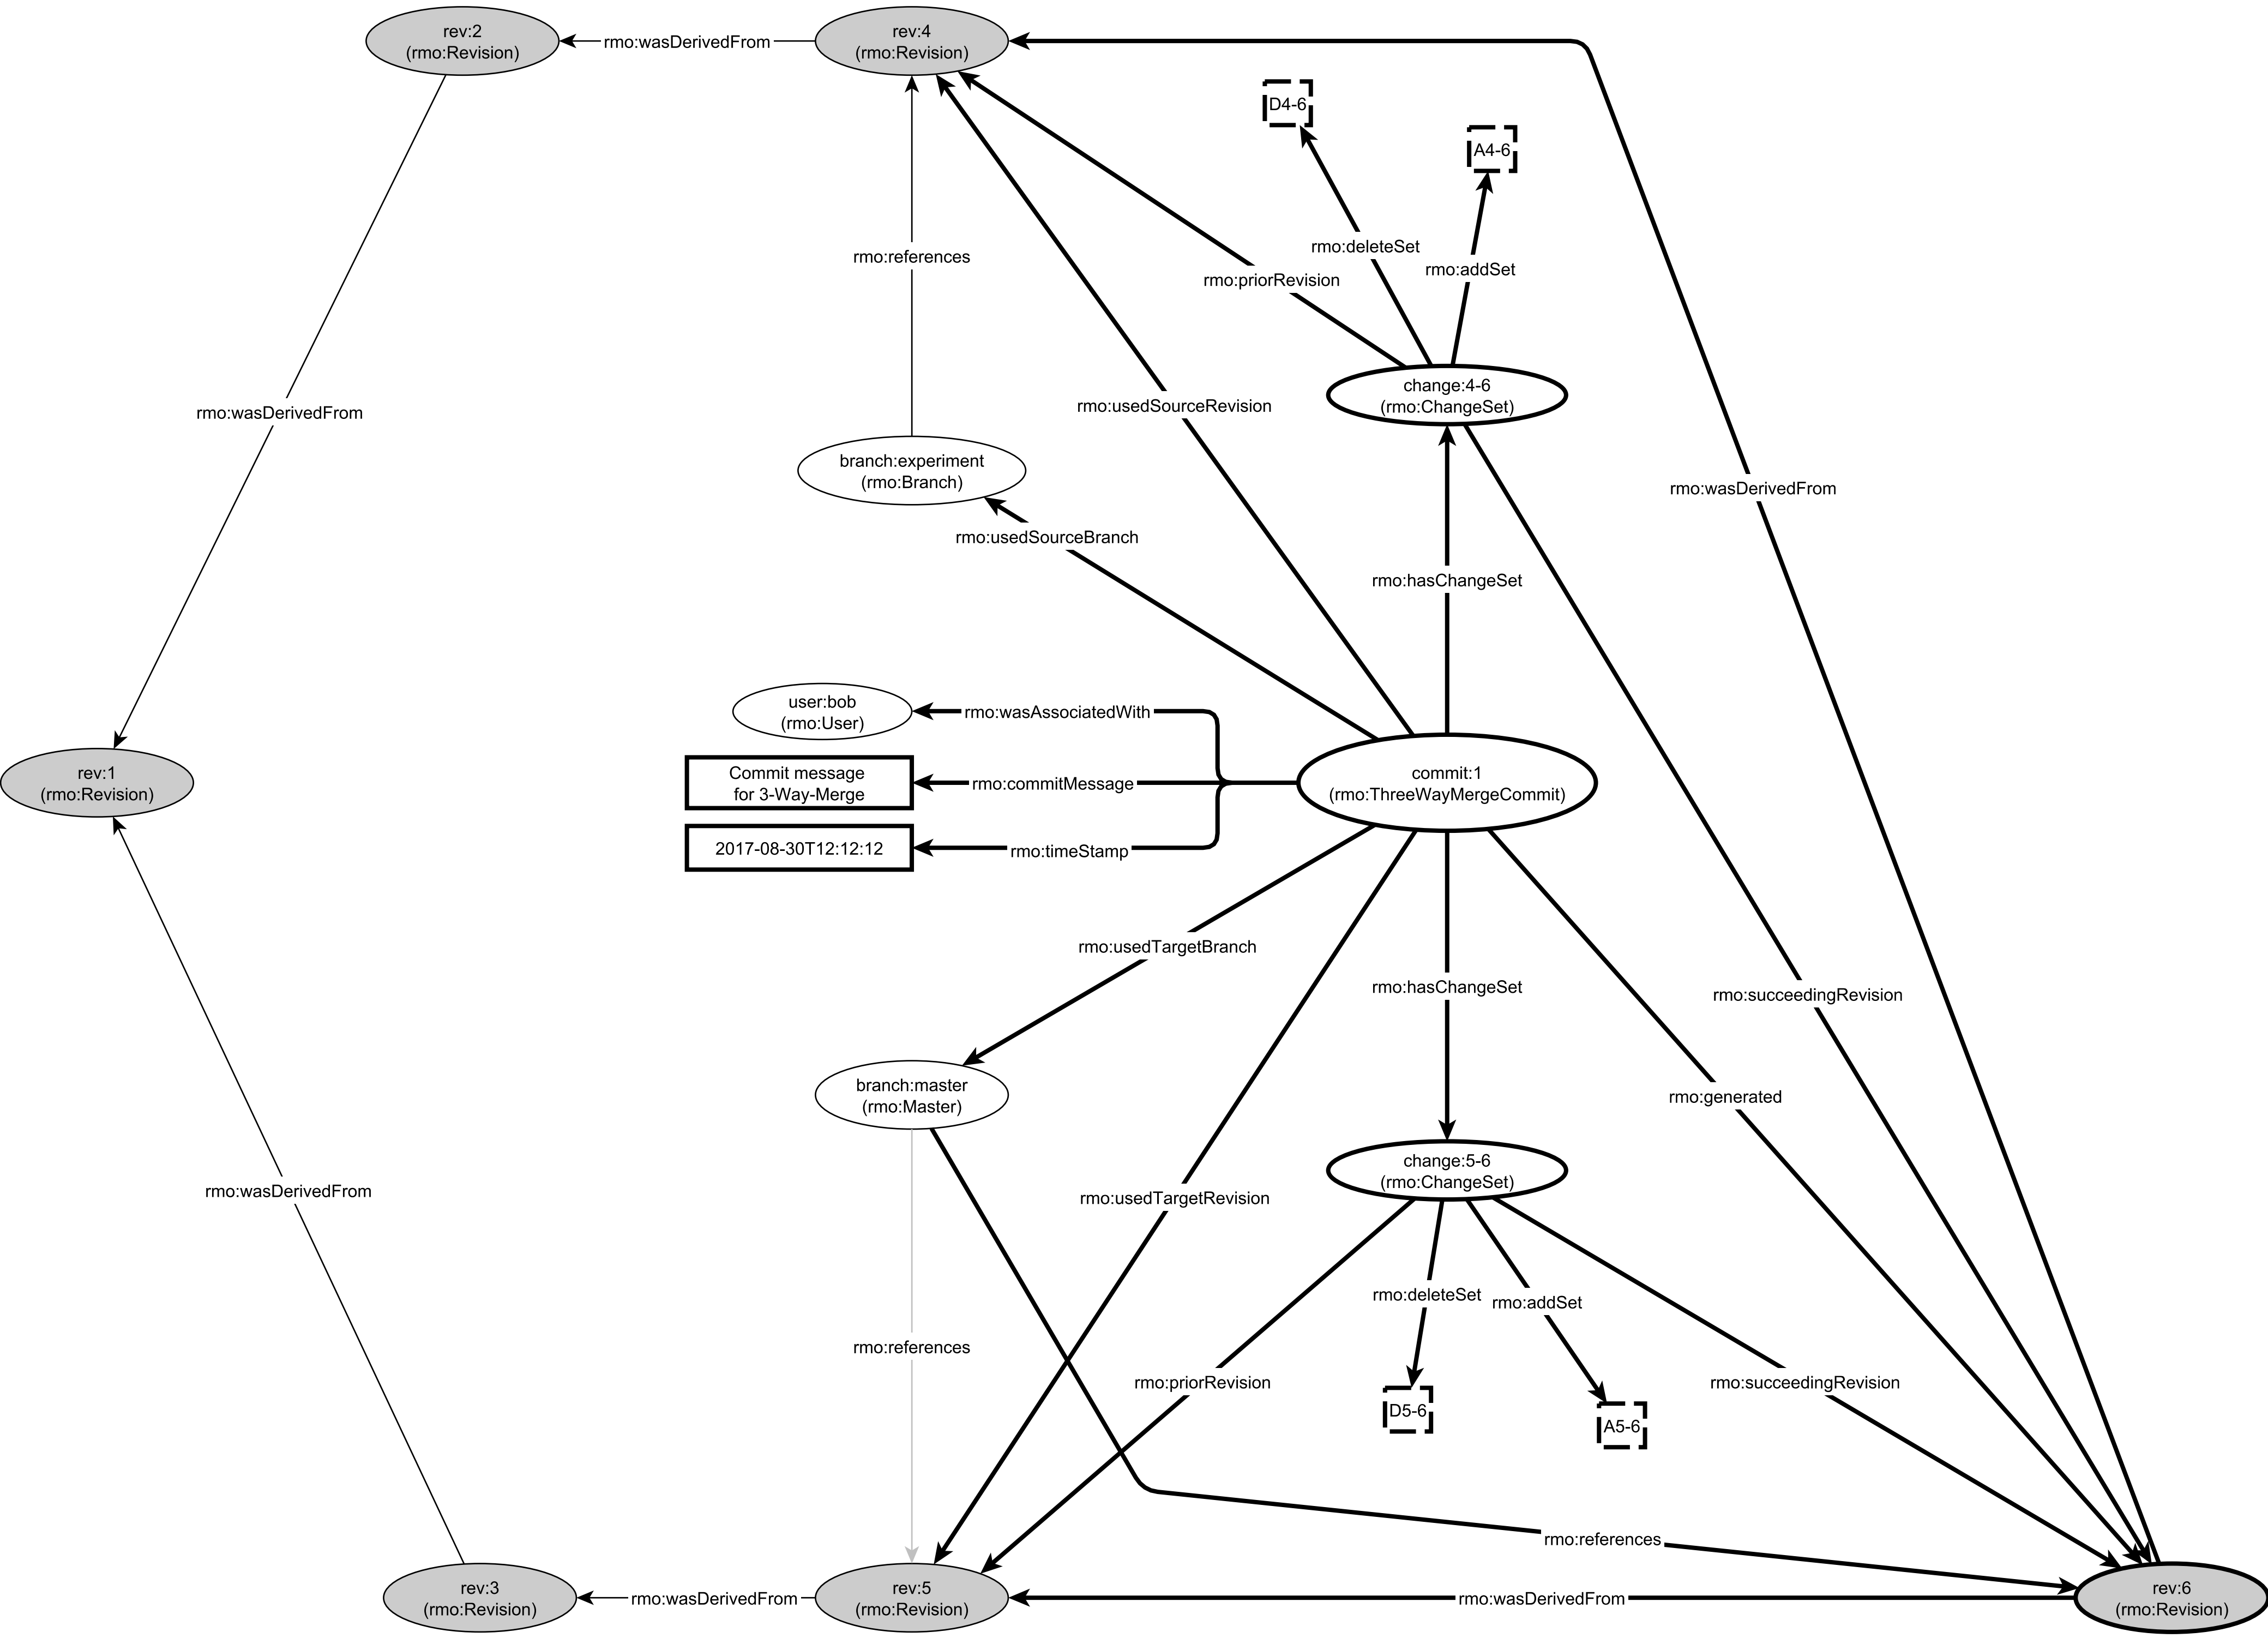 rev:2
(rmo:Revision)
rmo:wasDerivedFrom
rev:4
(rmo:Revision)
D4-6
A4-6
rmo:deleteSet
rmo:addSet
rmo:references
rmo:priorRevision
change:4-6
(rmo:ChangeSet)
rmo:wasDerivedFrom
rmo:usedSourceRevision
branch:experiment
(rmo:Branch)
rmo:wasDerivedFrom
rmo:usedSourceBranch
rmo:hasChangeSet
user:bob
(rmo:User)
rmo:wasAssociatedWith
rev:1
(rmo:Revision)
Commit message
for 3-Way-Merge
rmo:commitMessage
commit:1
(rmo:ThreeWayMergeCommit)
2017-08-30T12:12:12
rmo:timeStamp
rmo:usedTargetBranch
rmo:hasChangeSet
rmo:succeedingRevision
branch:master
(rmo:Master)
rmo:generated
change:5-6
(rmo:ChangeSet)
rmo:wasDerivedFrom
rmo:usedTargetRevision
rmo:deleteSet
rmo:addSet
rmo:references
rmo:priorRevision
rmo:succeedingRevision
D5-6
A5-6
rmo:references
rev:3
(rmo:Revision)
rmo:wasDerivedFrom
rev:5
(rmo:Revision)
rmo:wasDerivedFrom
rev:6
(rmo:Revision)